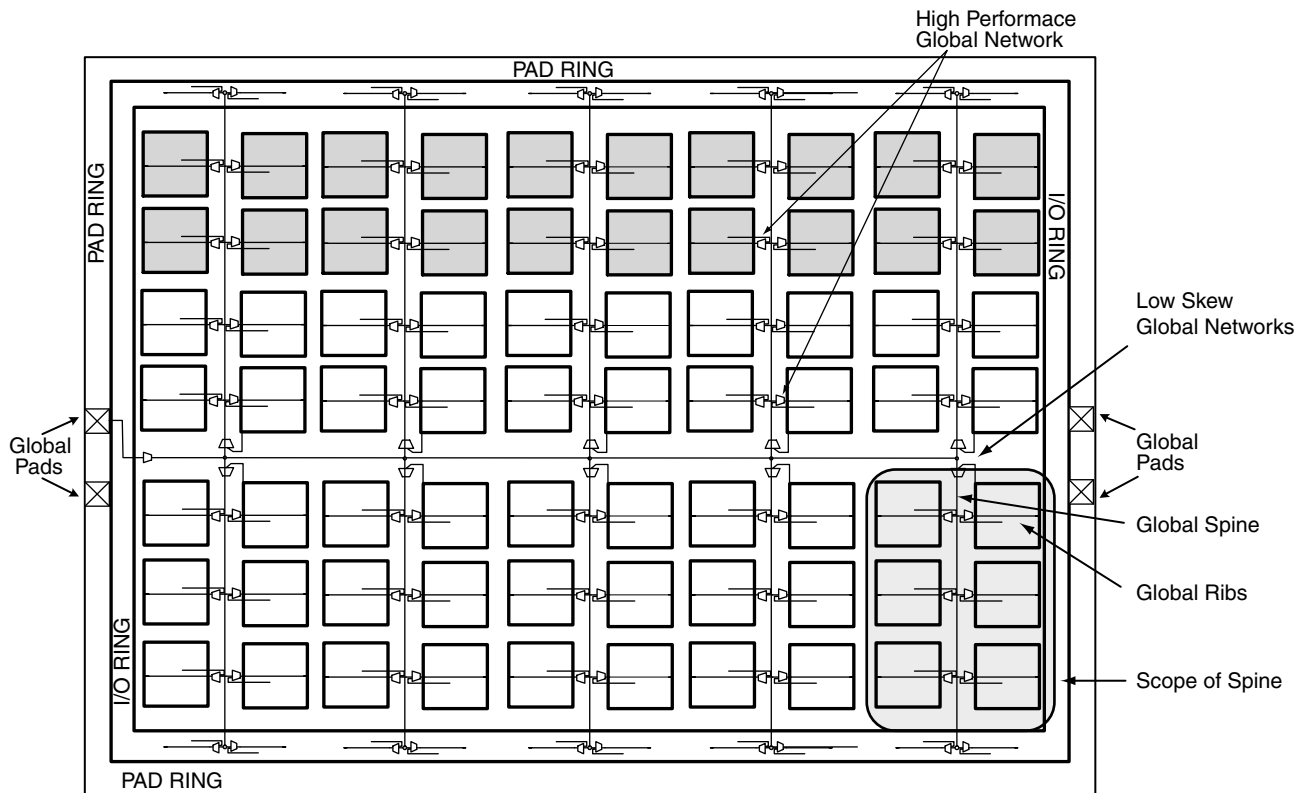 High Performace
Global Network
PAD RING
PAD RING
I/O RING
Low Skew
Global Networks
Global
Pads
Global
Pads
Global Spine
Global Ribs
I/O RING
Scope of Spine
PAD RING